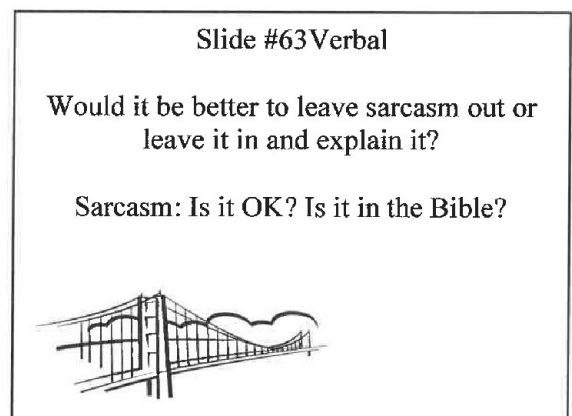 Slide #63Verbal
Would it be better to leave sarcasm out or
leave it in and explain it?
Sarcasm: Is it OK? Is it in the Bible?